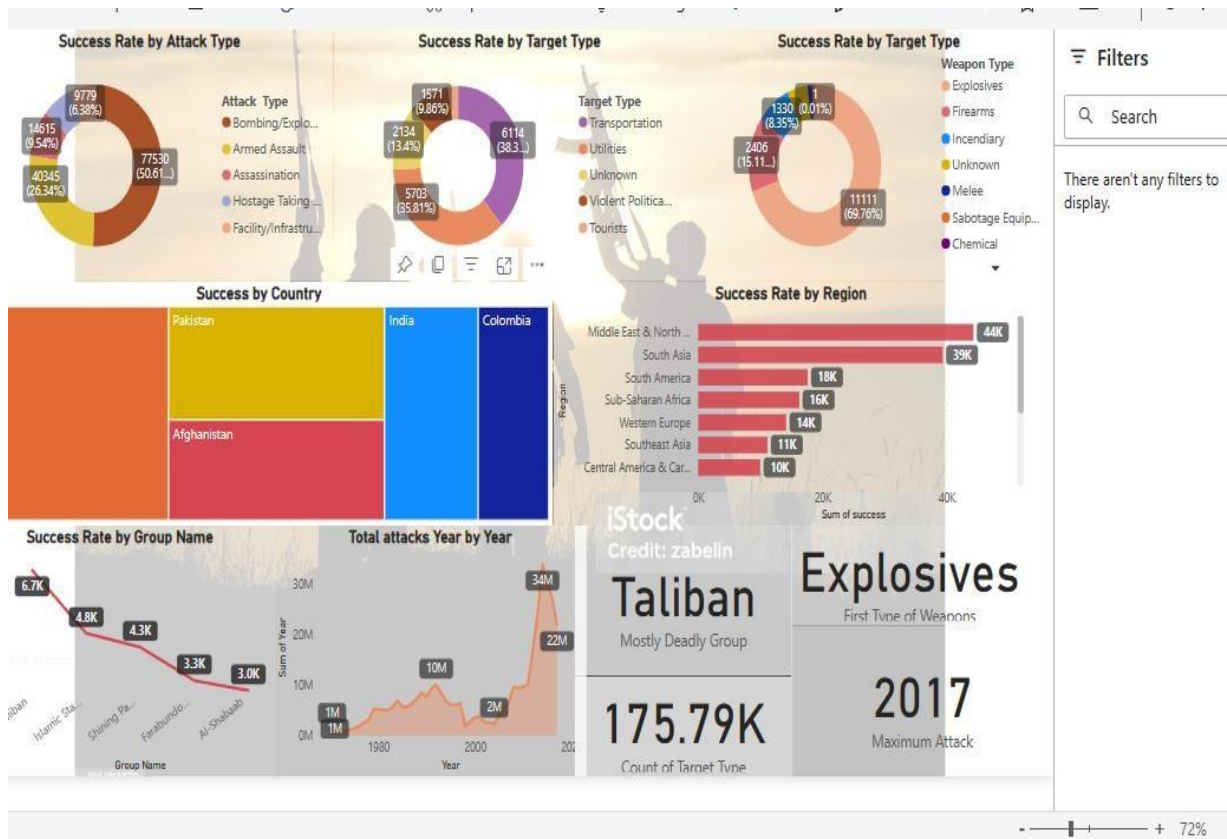 Success Rate by Attack Type
9779
(6.38%)
14615
(9.54%)
40345
(26.34%)
77530
(50.61...)
Attack Type
Bombing/Explo...
Armed Assault
Assassination
Hostage Taking ...
Facility/Infrastru...
Success Rate by Target Type
1571
(9.86%)
2134
(13.4%)
5703
(35.81%)
6114
(38.3...)
Target Type
Transportation
Utilities
Unknown
Violent Politica...
Tourists
Success Rate by Target Type
1
(0.01%)
1330
(8.35%)
2406
(15.11...)
11111
(69.76%)
Weapon Type
Explosives
Firearms
Incendiary
Unknown
Melee
Sabotage Equip...
Chemical
Filters
Search
There aren't any filters to
display.
Success by Country
Pakistan
Afghanistan
India
Colombia
Success Rate by Region
Region
Middle East & North ...
44K
South Asia
39K
South America
18K
Sub-Saharan Africa
16K
Western Europe
14K
Southeast Asia
11K
Central America & Car...
10K
0K
20K
40K
Sum of success
Success Rate by Group Name
6.7K
4.8K
4.3K
3.3K
3.0K
Islamic Sta...
Shining Pa...
Farabundo...
Al-Shabaab
Group Name
Total attacks Year by Year
Sum of Year
30M
20M
10M
0M
1M
1M
10M
2M
34M
22M
1980
2000
Year
iStock
Credit: zabelin
Taliban
Mostly Deadly Group
Explosives
First Type of Weapons
175.79K
Count of Target Type
2017
Maximum Attack
72%